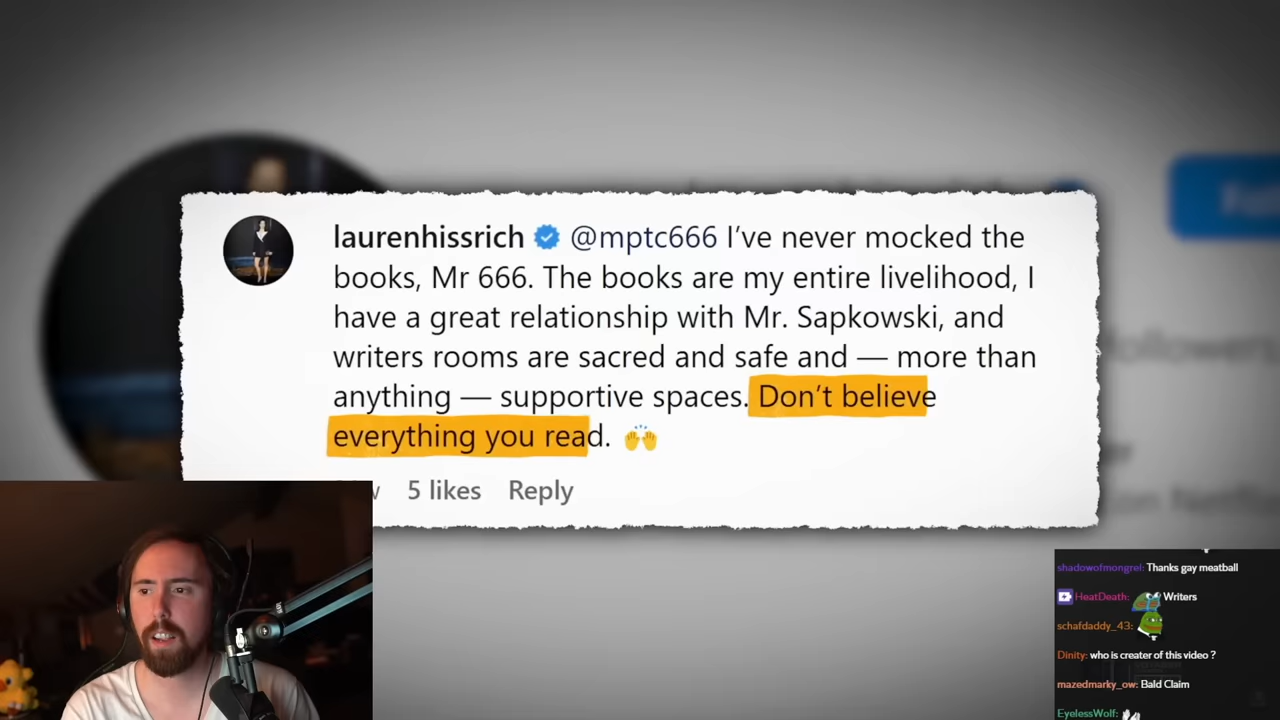 laurenhissrich @mptc666 I’ve never mocked the
books, Mr 666. The books are my entire livelihood, I
have a great relationship with Mr. Sapkowski, and
writers rooms are sacred and safe and — more than
anything — supportive spaces. Don’t believe
everything you read. 🙌
5 likes Reply
followers
shadowofmongrel: Thanks gay meatball
HeatDeath: Writers
schafdaddy_43:
Dinity: who is creater of this video ?
mazedmarky_ow: Bald Claim
EyelessWolf: